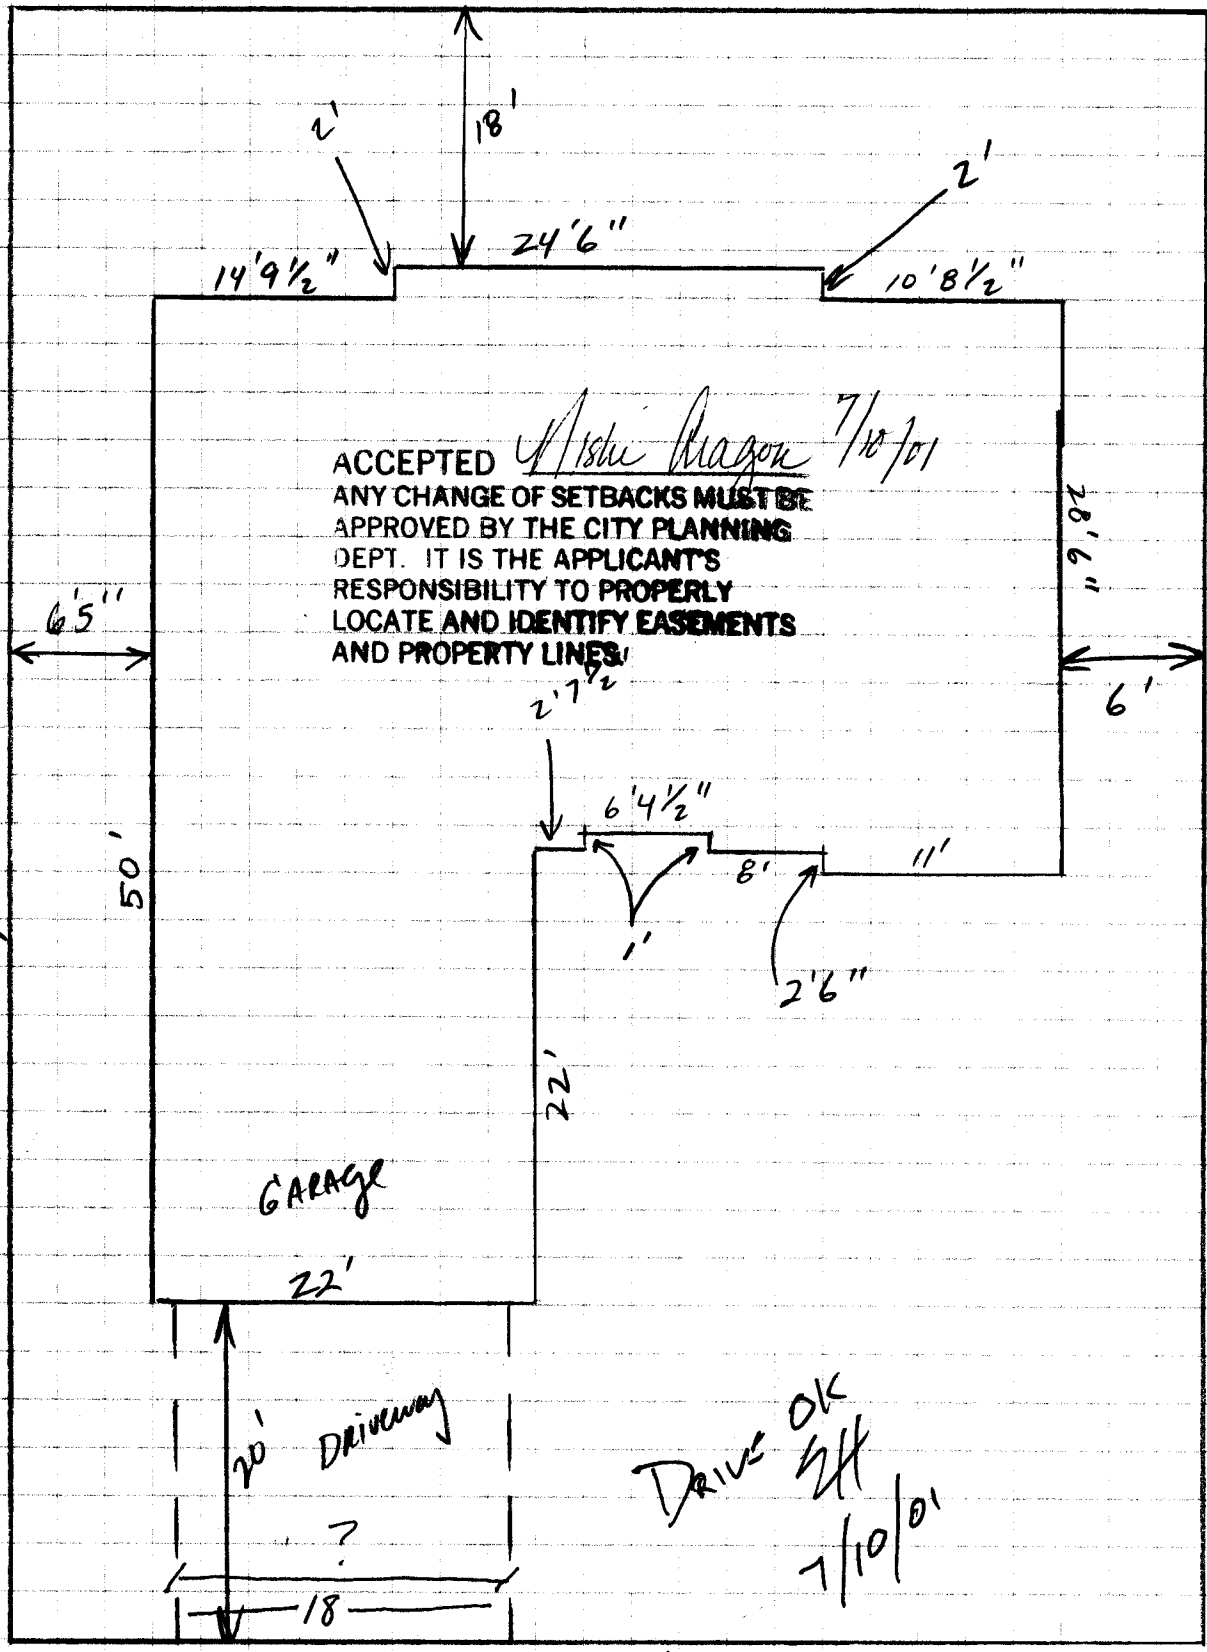 18'
2'
2'
24'6"
14'9½"
10'8½"
ACCEPTED 7/10/01
ANY CHANGE OF SETBACKS MUST BE
APPROVED BY THE CITY PLANNING
DEPT. IT IS THE APPLICANT'S
RESPONSIBILITY TO PROPERLY
LOCATE AND IDENTIFY EASEMENTS
AND PROPERTY LINES.
28'6"
6'5"
6'
2'7½"
6'4½"
50'
8'
11'
1'
2'6"
22'
GARAGE
22'
20'
Driveway
DRIVE OK
7/10/01
?
18